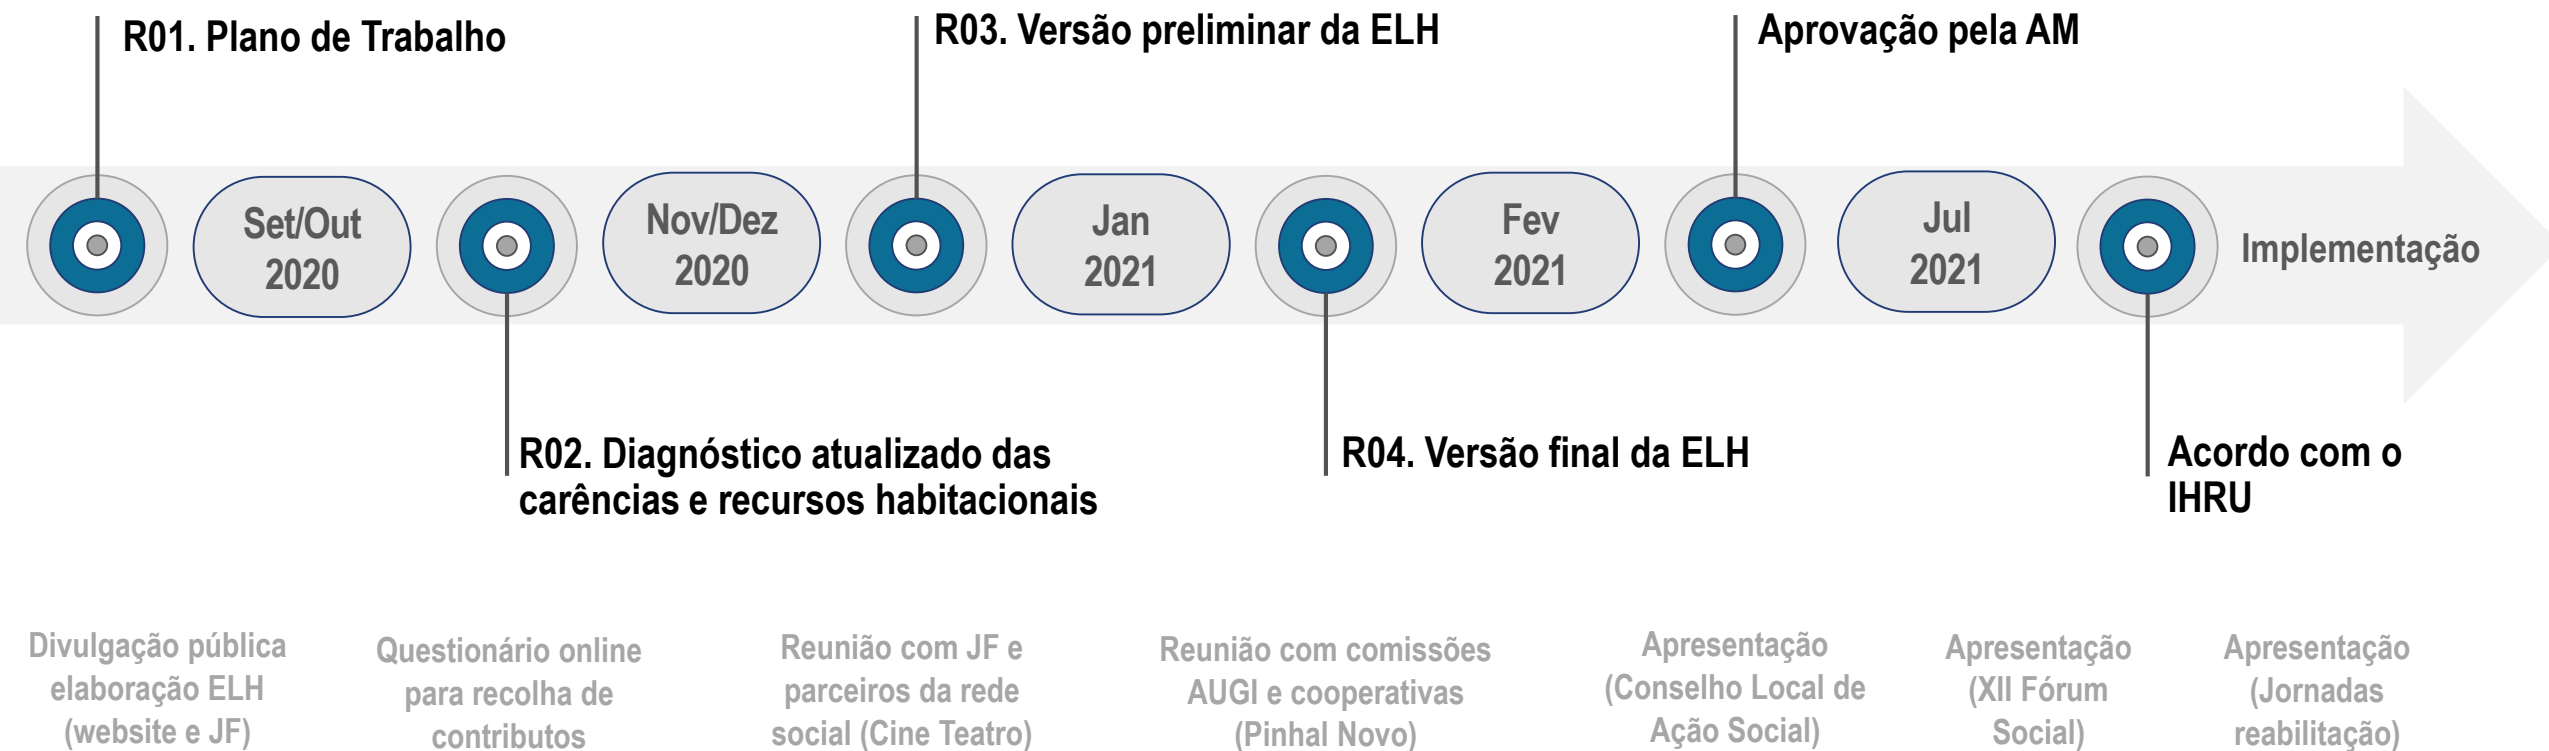 R01. Plano de Trabalho
R03. Versão preliminar da ELH
Aprovação pela AM
Set/Out
2020
Nov/Dez
2020
Jan
2021
Fev
2021
Jul
2021
Implementação
R02. Diagnóstico atualizado das
carências e recursos habitacionais
R04. Versão final da ELH
Acordo com o
IHRU
Divulgação pública
elaboração ELH
(website e JF)
Questionário online
para recolha de
contributos
Reunião com JF e
parceiros da rede
social (Cine Teatro)
Reunião com comissões
AUGI e cooperativas
(Pinhal Novo)
Apresentação
(Conselho Local de
Ação Social)
Apresentação
(XII Fórum
Social)
Apresentação
(Jornadas
reabilitação)